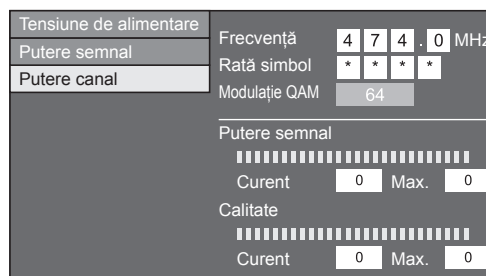 Tensiune de alimentare
Putere semnal
Putere canal
Frecvență 4 7 4 . 0 MHz
Rată simbol * * * *
Modulație QAM 64
Putere semnal
Curent 0 Max. 0
Calitate
Curent 0 Max. 0